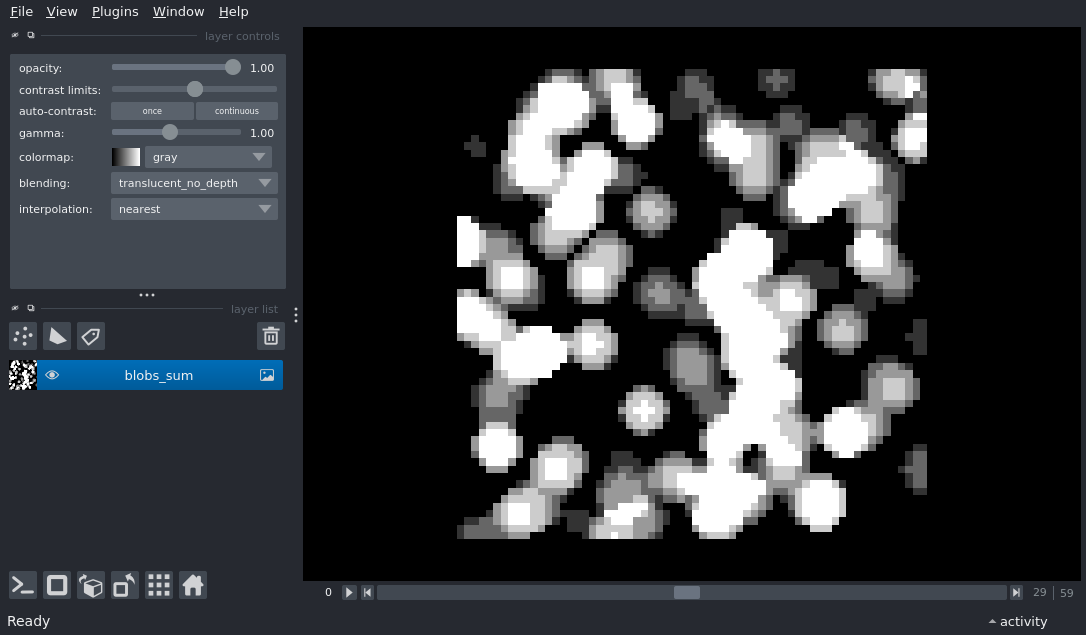 File View Plugins Window Help
layer controls
opacity: 1.00
contrast limits:
auto-contrast: once continuous
gamma: 1.00
colormap: gray
blending: translucent_no_depth
interpolation: nearest
layer list
blobs_sum
0 29 | 59
Ready activity